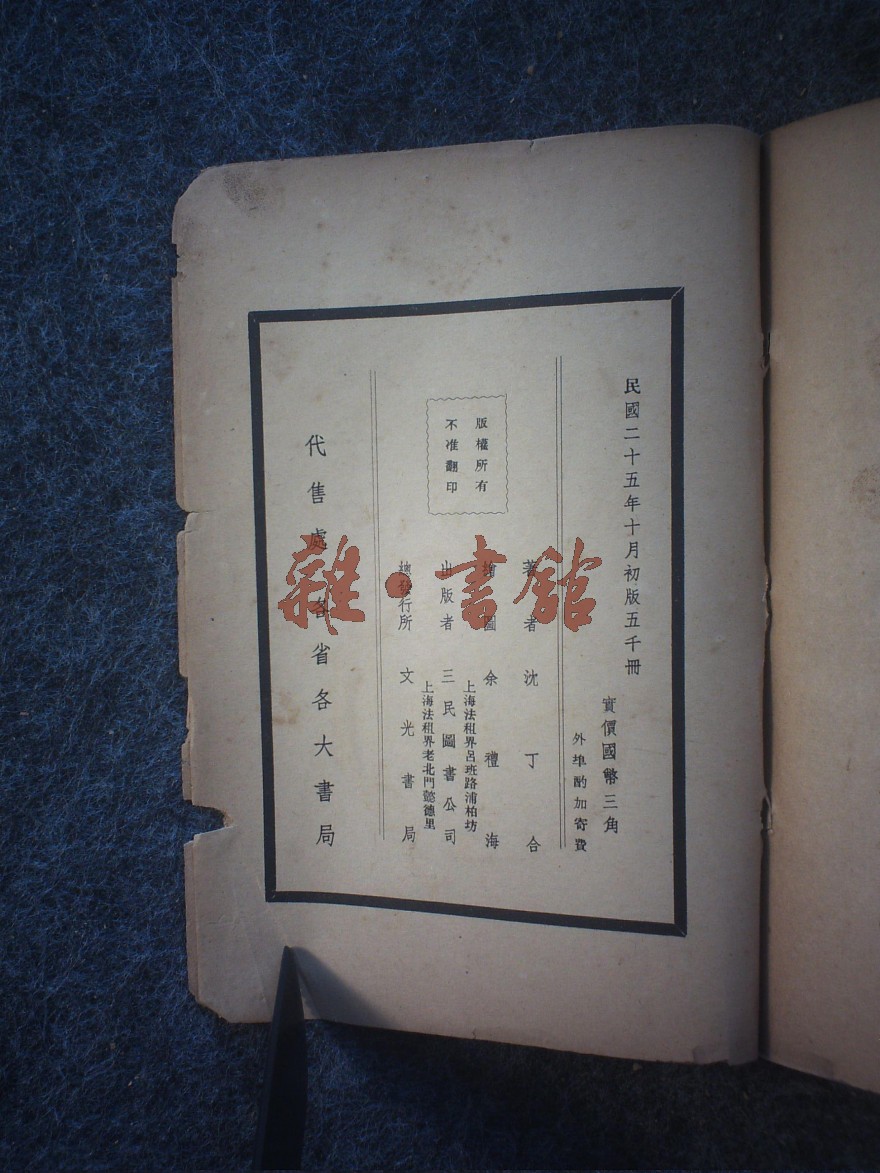 民國二十五年十月初版五千冊
實價國幣三角
外埠酌加寄費
版權所有
不准翻印
著者 沈丁合
繪圖 余禮海
上海法租界呂班路浦柏坊
出版者 三民圖書公司
上海法租界老北門懿德里
總發行所 文光書局
代售處各省各大書局
雜·書館